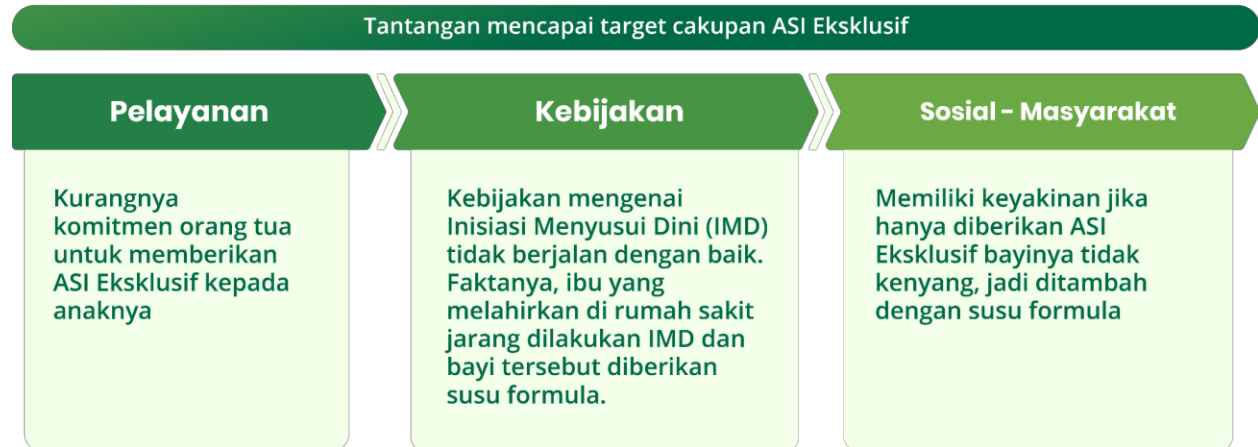 Tantangan mencapai target cakupan ASI Eksklusif
Pelayanan
Kurangnya
komitmen orang tua
untuk memberikan
ASI Eksklusif kepada
anaknya
Kebijakan
Kebijakan mengenai
Inisiasi Menyusui Dini (IMD)
tidak berjalan dengan baik.
Faktanya, ibu yang
melahirkan di rumah sakit
jarang dilakukan IMD dan
bayi tersebut diberikan
susu formula.
Sosial - Masyarakat
Memiliki keyakinan jika
hanya diberikan ASI
Eksklusif bayinya tidak
kenyang, jadi ditambah
dengan susu formula